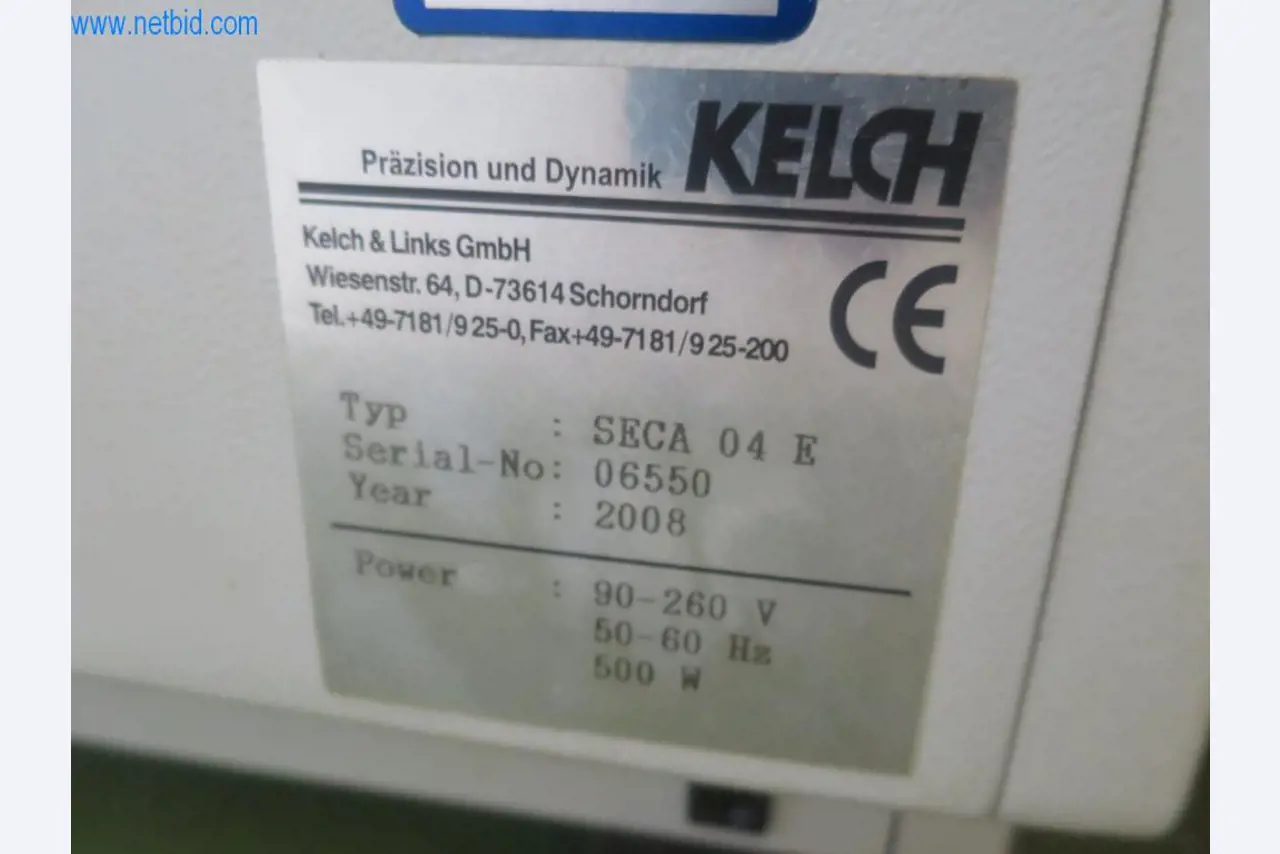 www.netbid.com
Präzision und Dynamik KELCH
Kelch & Links GmbH
Wiesenstr. 64, D-73614 Schorndorf
Tel.+49-7181/9 25-0, Fax+49-7181/9 25-200
CE
Typ : SECA 04 E
Serial-No: 06550
Year : 2008
Power : 90-260 V
50-60 Hz
500 W